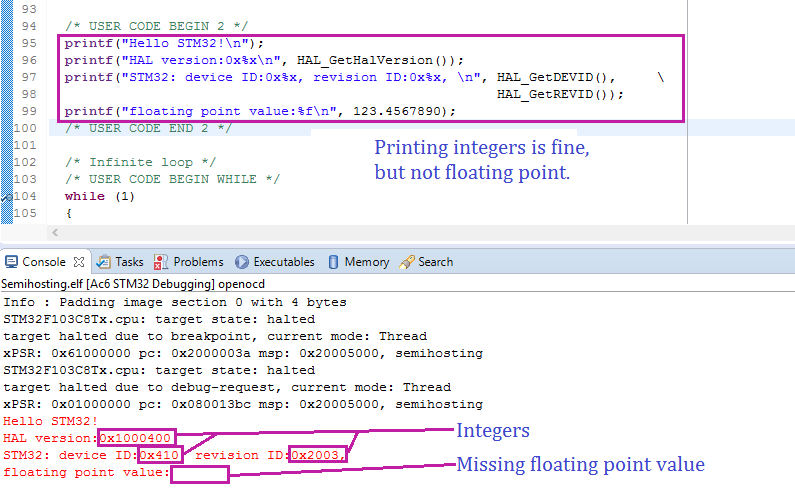 93
94 /* USER CODE BEGIN 2 */
95 printf("Hello STM32!\n");
96 printf("HAL version:0x%x\n", HAL_GetHalVersion());
97 printf("STM32: device ID:0x%x, revision ID:0x%x, \n", HAL_GetDEVID(), \
98 HAL_GetREVID());
99 printf("floating point value:%f\n", 123.4567890);
100 /* USER CODE END 2 */
101
102 /* Infinite loop */
103 /* USER CODE BEGIN WHILE */
104 while (1)
105 {
Printing integers is fine,
but not floating point.
Console Tasks Problems Executables Memory Search
Semihosting.elf [Ac6 STM32 Debugging] openocd
Info : Padding image section 0 with 4 bytes
STM32F103C8Tx.cpu: target state: halted
target halted due to breakpoint, current mode: Thread
xPSR: 0x61000000 pc: 0x2000003a msp: 0x20005000, semihosting
STM32F103C8Tx.cpu: target state: halted
target halted due to debug-request, current mode: Thread
xPSR: 0x01000000 pc: 0x080013bc msp: 0x20005000, semihosting
Hello STM32!
HAL version:0x1000400
Integers
STM32: device ID:0x410, revision ID:0x2003,
floating point value:
Missing floating point value